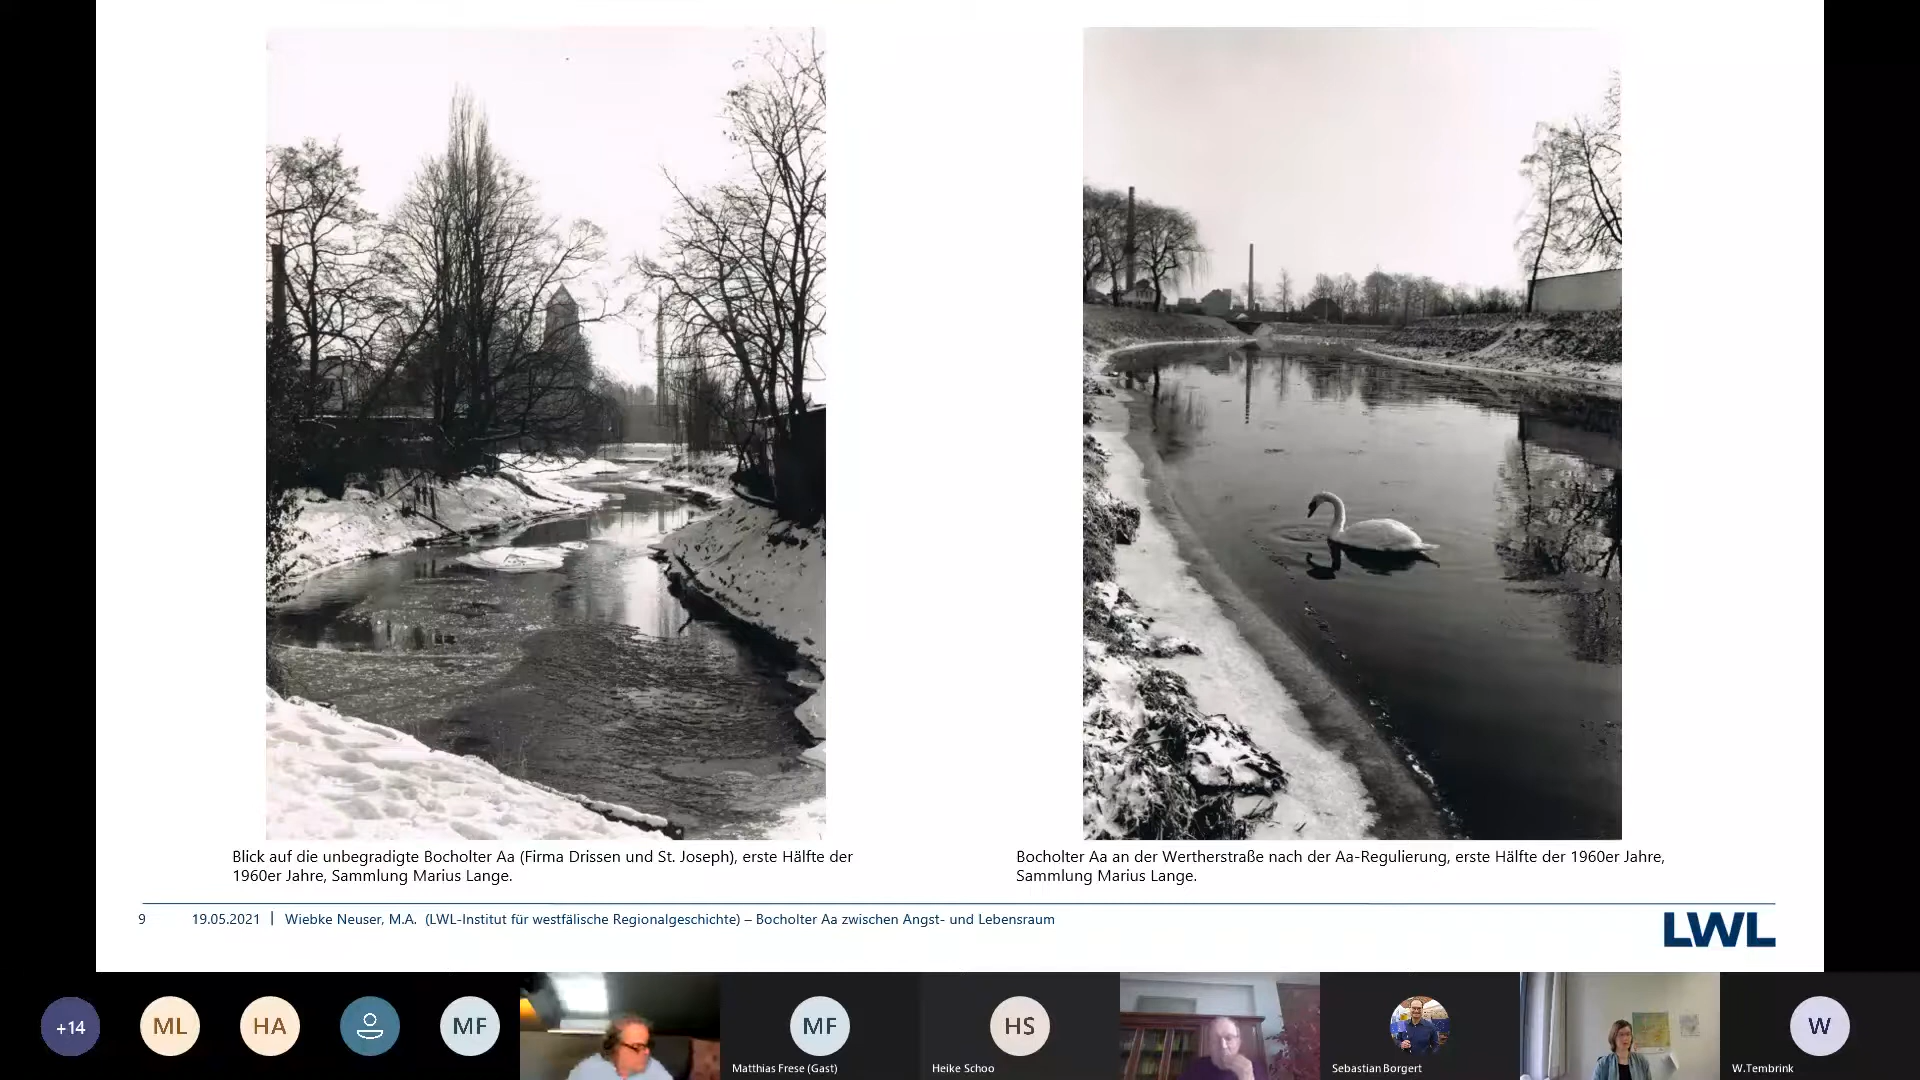 Blick auf die unbegradigte Bocholter Aa (Firma Drissen und St. Joseph), erste Hälfte der
1960er Jahre, Sammlung Marius Lange.
Bocholter Aa an der Wertherstraße nach der Aa-Regulierung, erste Hälfte der 1960er Jahre,
Sammlung Marius Lange.
9 19.05.2021 | Wiebke Neuser, M.A. (LWL-Institut für westfälische Regionalgeschichte) – Bocholter Aa zwischen Angst- und Lebensraum
LWL
+14
ML
HA
MF
MF
Matthias Frese (Gast)
HS
Heike Schoo
Sebastian Borgert
W
W.Tembrink